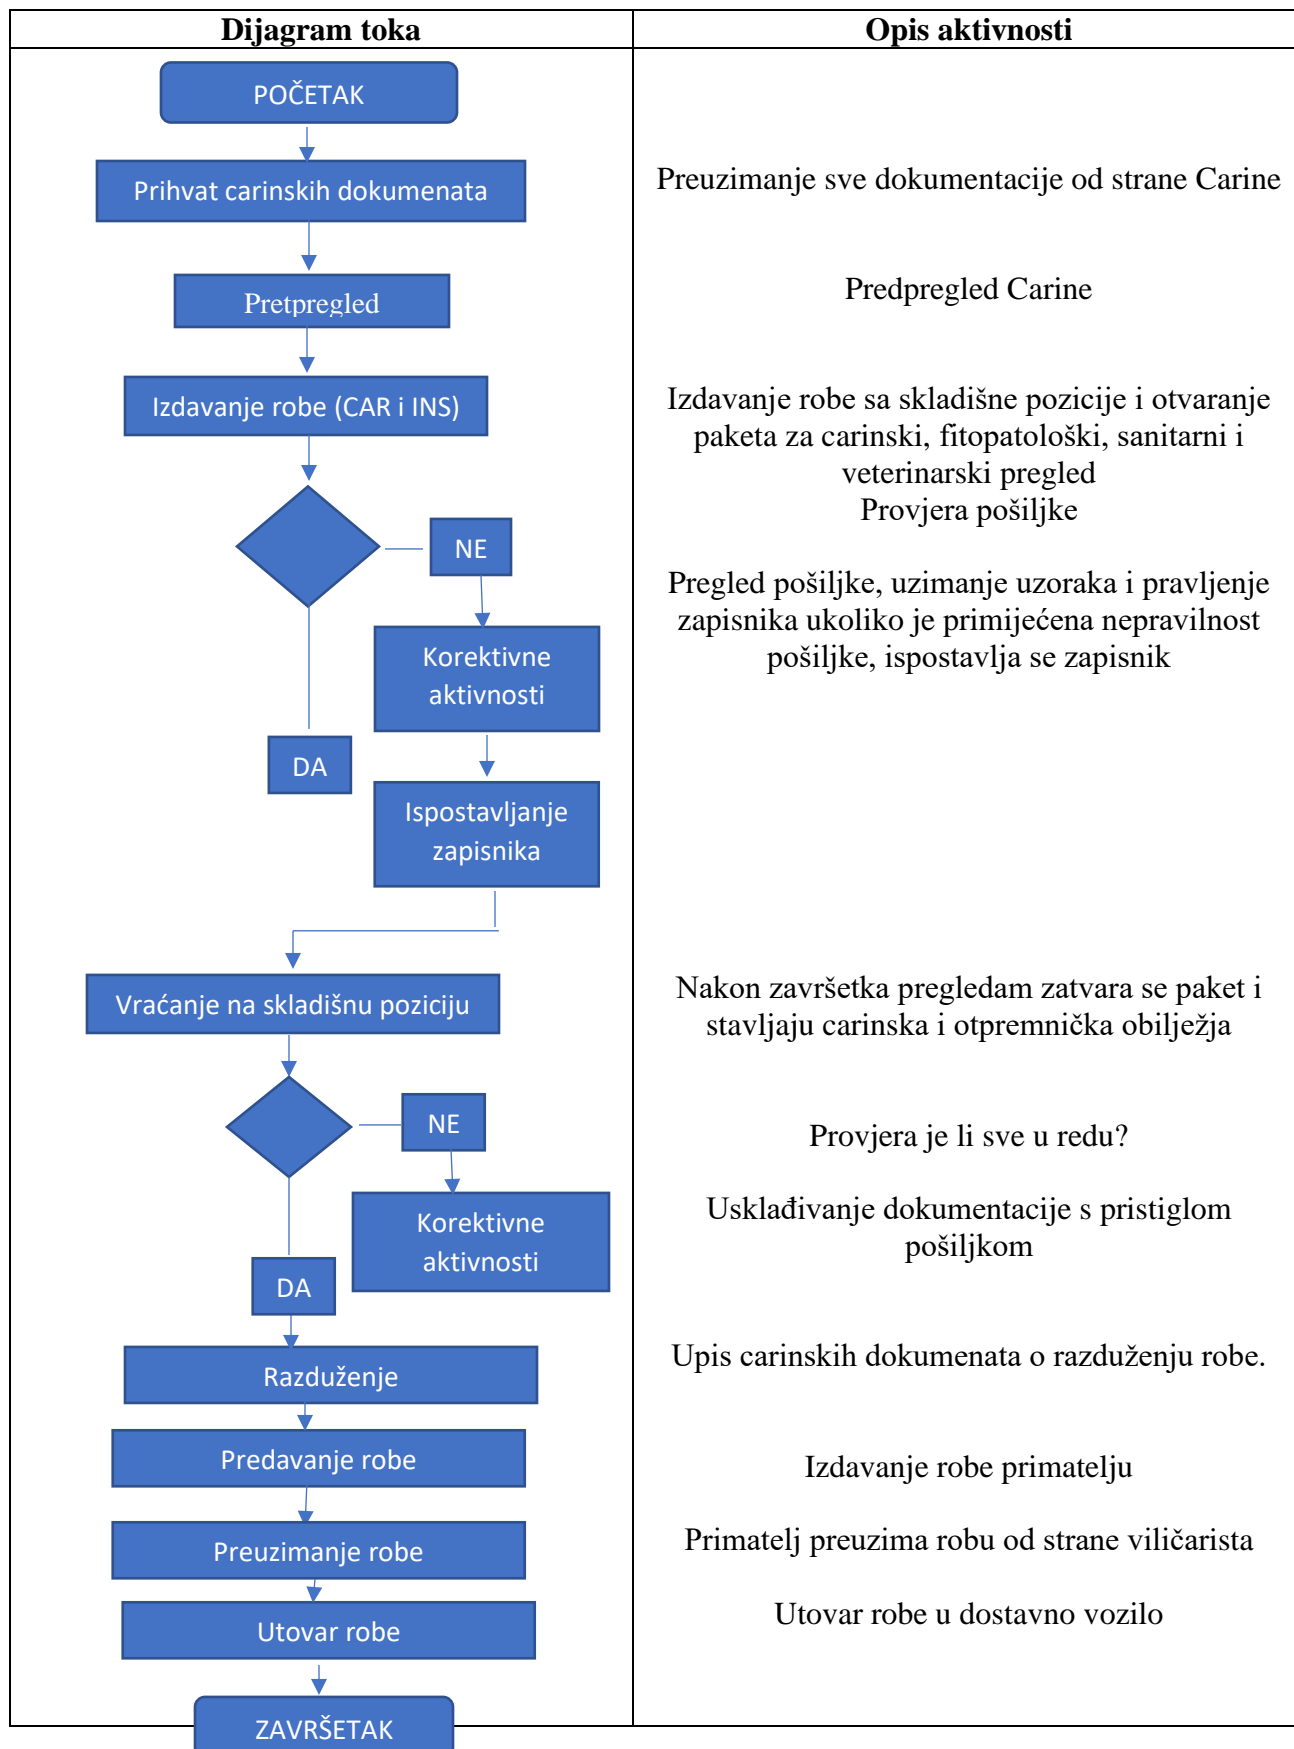 Dijagram toka
Opis aktivnosti
POČETAK
Prihvat carinskih dokumenata
Preuzimanje sve dokumentacije od strane Carine
Pretpregled
Predpregled Carine
Izdavanje robe (CAR i INS)
Izdavanje robe sa skladišne pozicije i otvaranje
paketa za carinski, fitopatološki, sanitarni i
veterinarski pregled
Provjera pošiljke
NE
Pregled pošiljke, uzimanje uzoraka i pravljenje
zapisnika ukoliko je primijećena nepravilnost
pošiljke, ispostavlja se zapisnik
Korektivne
aktivnosti
DA
Ispostavljanje
zapisnika
Vraćanje na skladišnu poziciju
Nakon završetka pregledam zatvara se paket i
stavljaju carinska i otpremnička obilježja
NE
Provjera je li sve u redu?
Korektivne
aktivnosti
Usklađivanje dokumentacije s pristiglom
pošiljkom
DA
Razduženje
Upis carinskih dokumenata o razduženju robe.
Predavanje robe
Izdavanje robe primatelju
Preuzimanje robe
Primatelj preuzima robu od strane viličarista
Utovar robe
Utovar robe u dostavno vozilo
ZAVRŠETAK